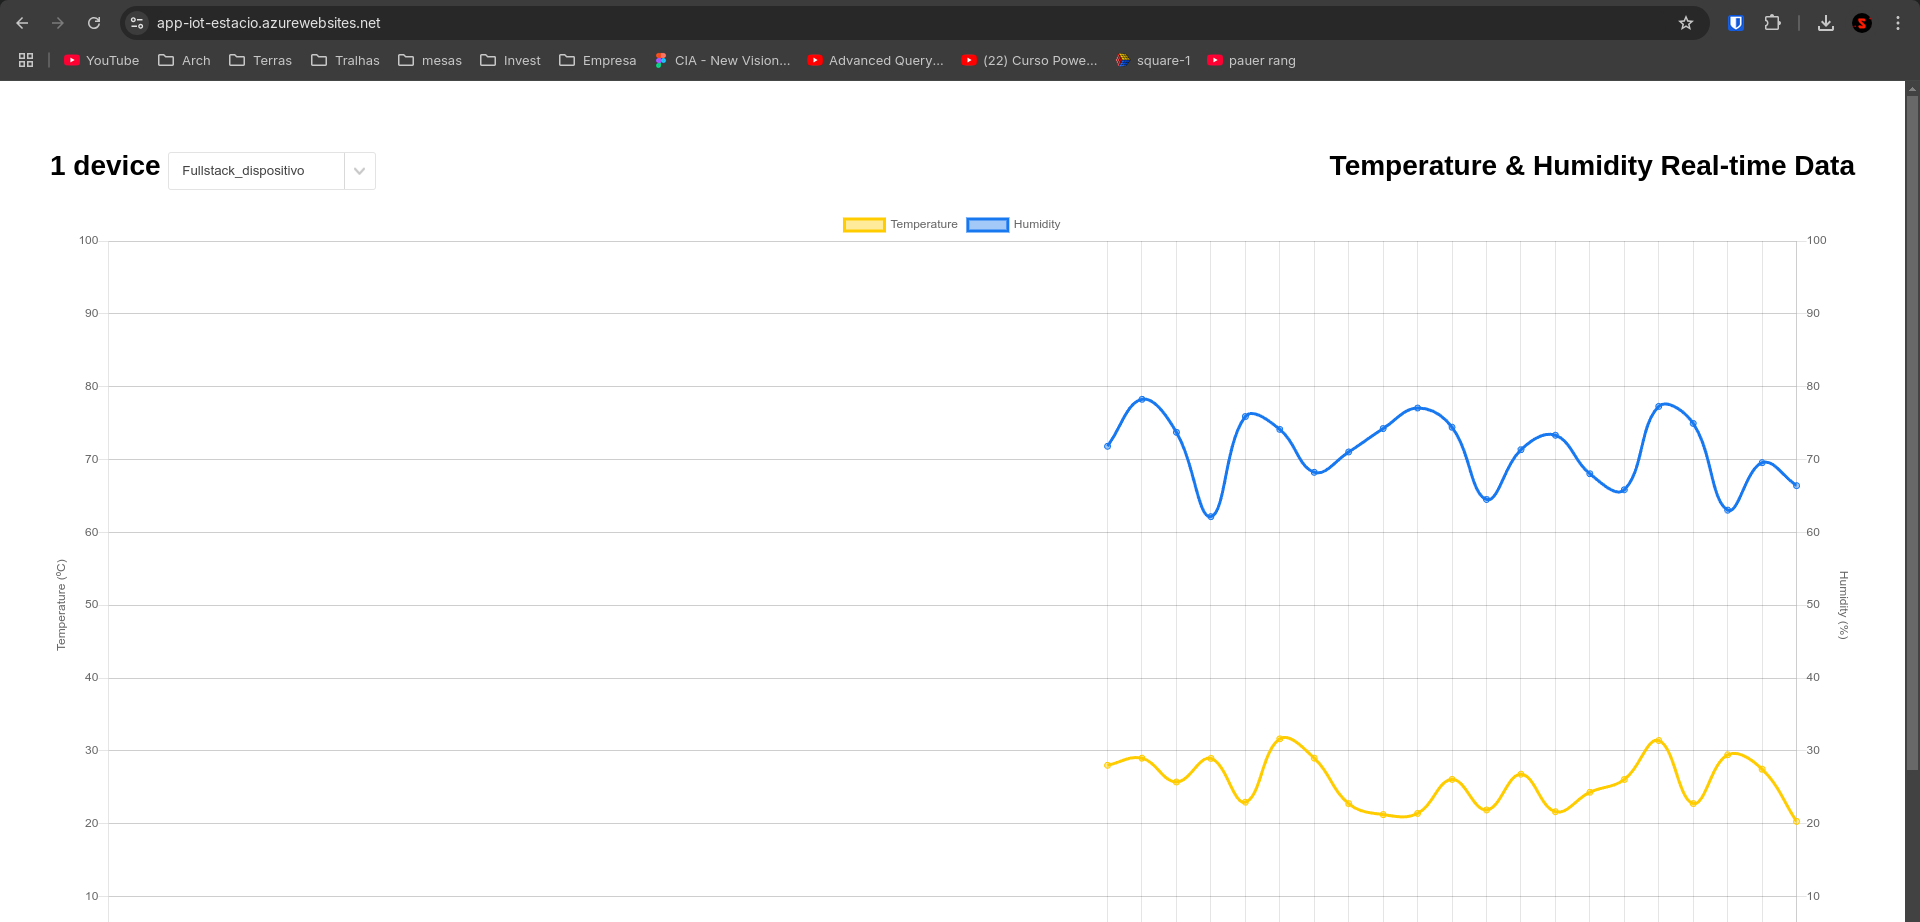 app-iot-estacio.azurewebsites.net
YouTube Arch Terras Tralhas mesas Invest Empresa CIA - New Vision... Advanced Query... (22) Curso Powe... square-1 pauer rang
1 device Fullstack_dispositivo Temperature & Humidity Real-time Data
Temperature Humidity
100 100
90 90
80 80
70 70
60 60
Temperature (ºC)
Humidity (%)
50 50
40 40
30 30
20 20
10 10